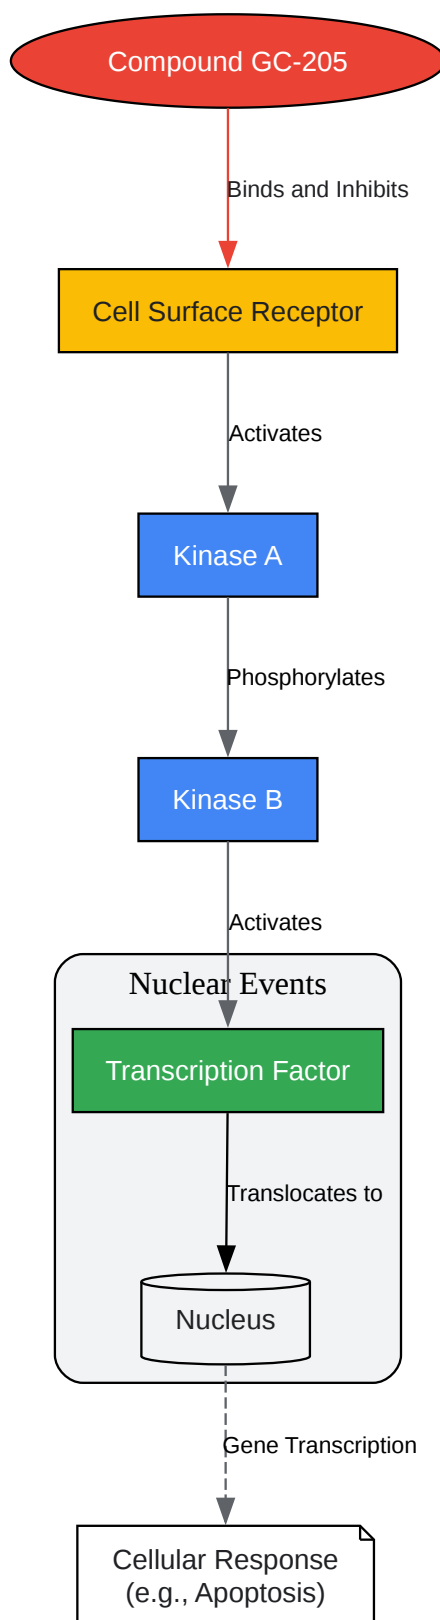 Compound GC-205
Binds and Inhibits
Cell Surface Receptor
Activates
Kinase A
Phosphorylates
Kinase B
Activates
Nuclear Events
Transcription Factor
Translocates to
Nucleus
Gene Transcription
Cellular Response
(e.g., Apoptosis)